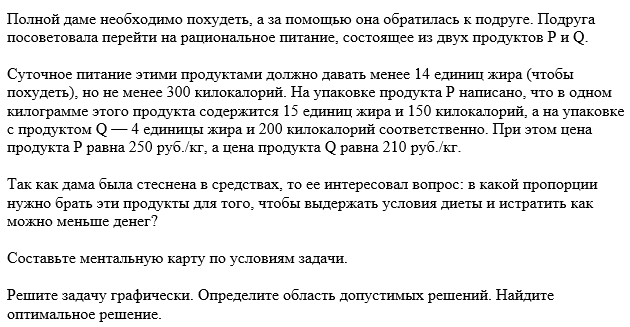 Полной даме необходимо похудеть, а за помощью она обратилась к подруге. Подруга
посоветовала перейти на рациональное питание, состоящее из двух продуктов P и Q.
Суточное питание этими продуктами должно давать менее 14 единиц жира (чтобы
похудеть), но не менее 300 килокалорий. На упаковке продукта P написано, что в одном
килограмме этого продукта содержится 15 единиц жира и 150 килокалорий, а на упаковке
с продуктом Q — 4 единицы жира и 200 килокалорий соответственно. При этом цена
продукта P равна 250 руб./кг, а цена продукта Q равна 210 руб./кг.
Так как дама была стеснена в средствах, то ее интересовал вопрос: в какой пропорции
нужно брать эти продукты для того, чтобы выдержать условия диеты и истратить как
можно меньше денег?
Составьте ментальную карту по условиям задачи.
Решите задачу графически. Определите область допустимых решений. Найдите
оптимальное решение.